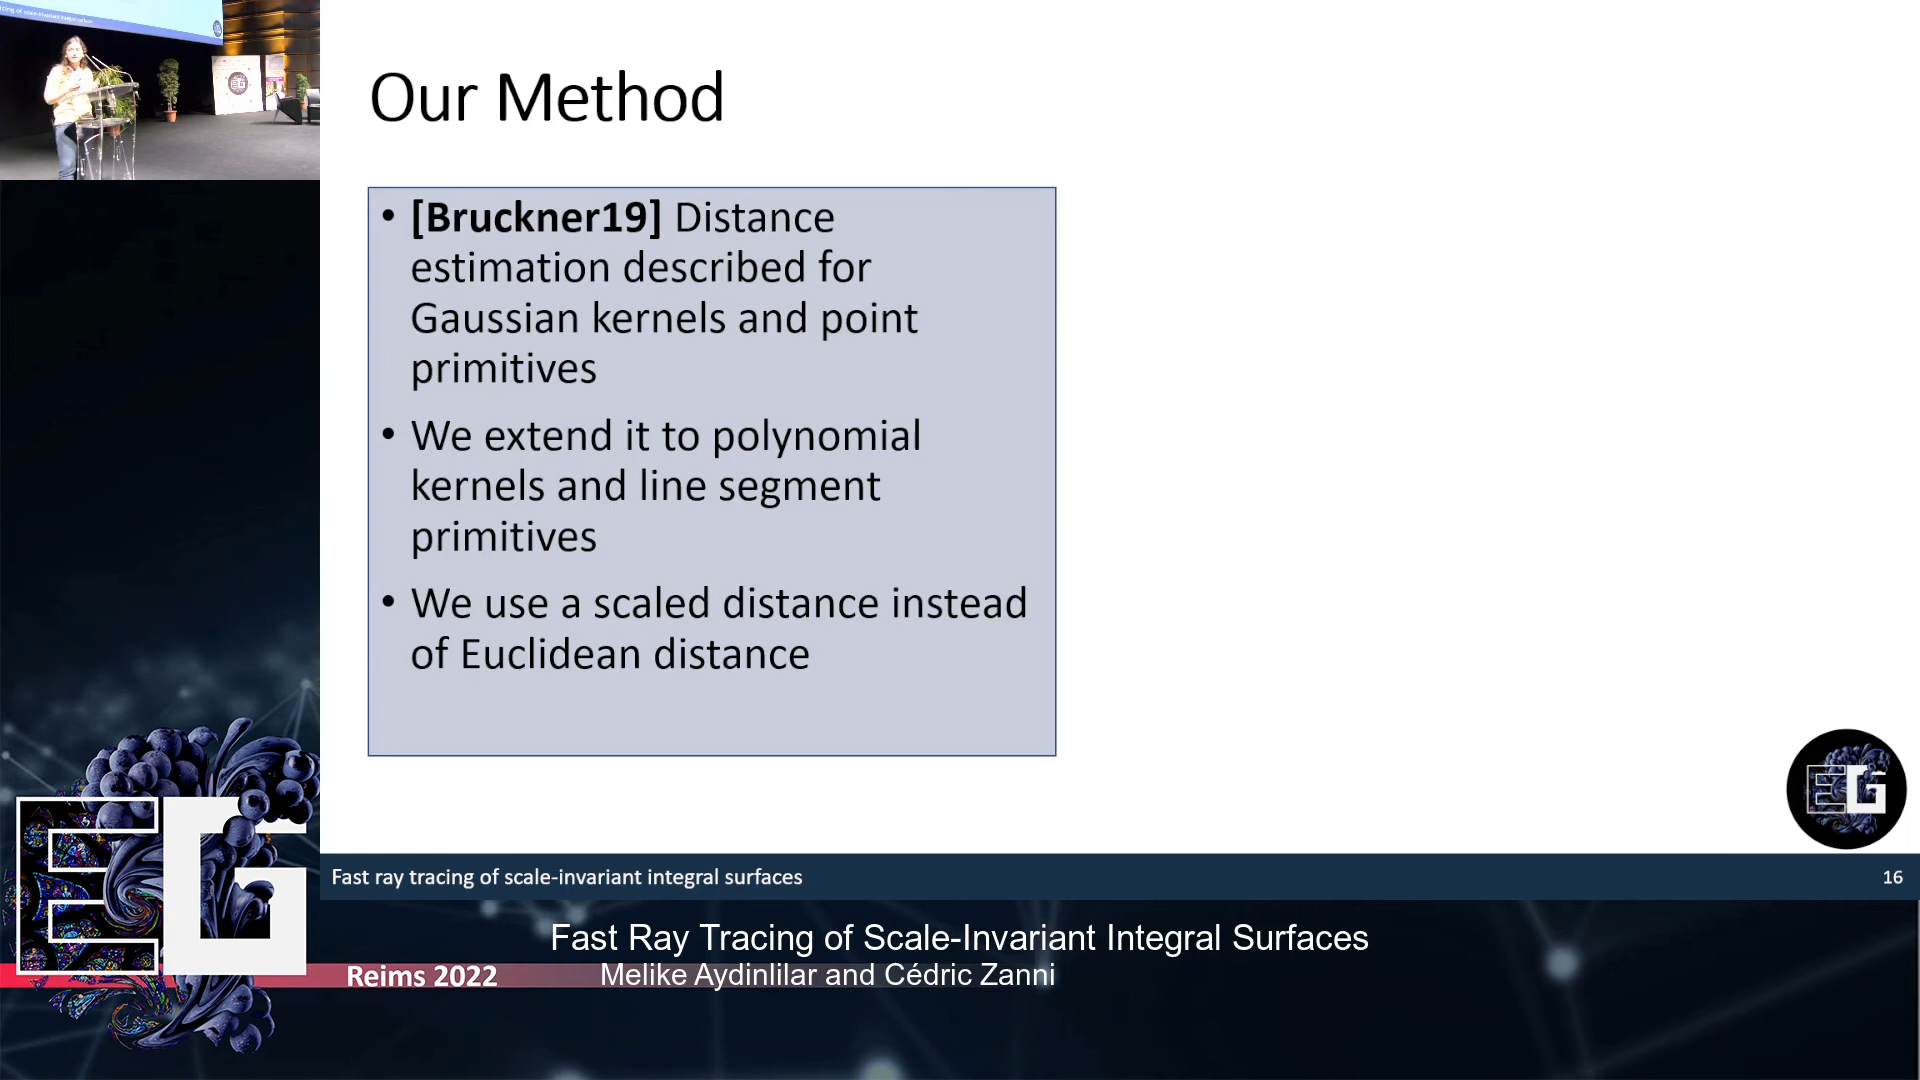 Our Method
• [Bruckner19] Distance
estimation described for
Gaussian kernels and point
primitives
• We extend it to polynomial
kernels and line segment
primitives
• We use a scaled distance instead
of Euclidean distance
EG
Fast ray tracing of scale-invariant integral surfaces
16
EG
Fast Ray Tracing of Scale-Invariant Integral Surfaces
Reims 2022
Melike Aydinlilar and Cédric Zanni